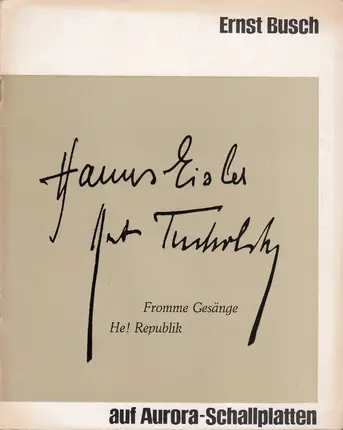 Ernst Busch
Hanns Eisler
Kurt Tucholsky
Fromme Gesänge
He! Republik
auf Aurora-Schallplatten